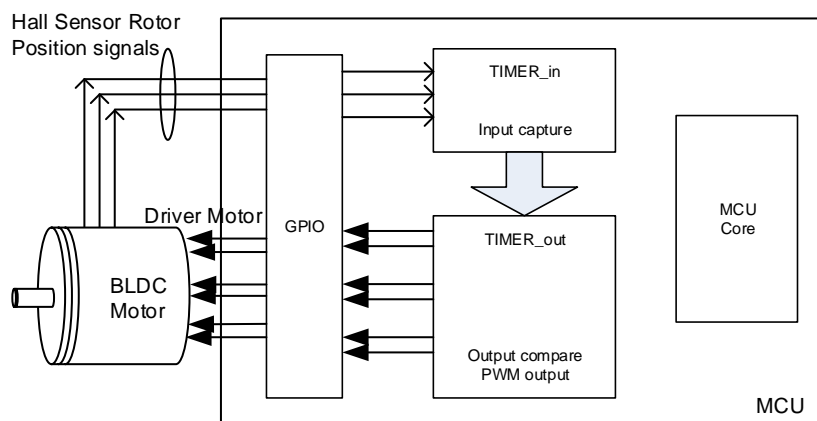 Hall Sensor Rotor
Position signals
TIMER_in
Input capture
Driver Motor
GPIO
TIMER_out
MCU
Core
BLDC
Motor
Output compare
PWM output
MCU